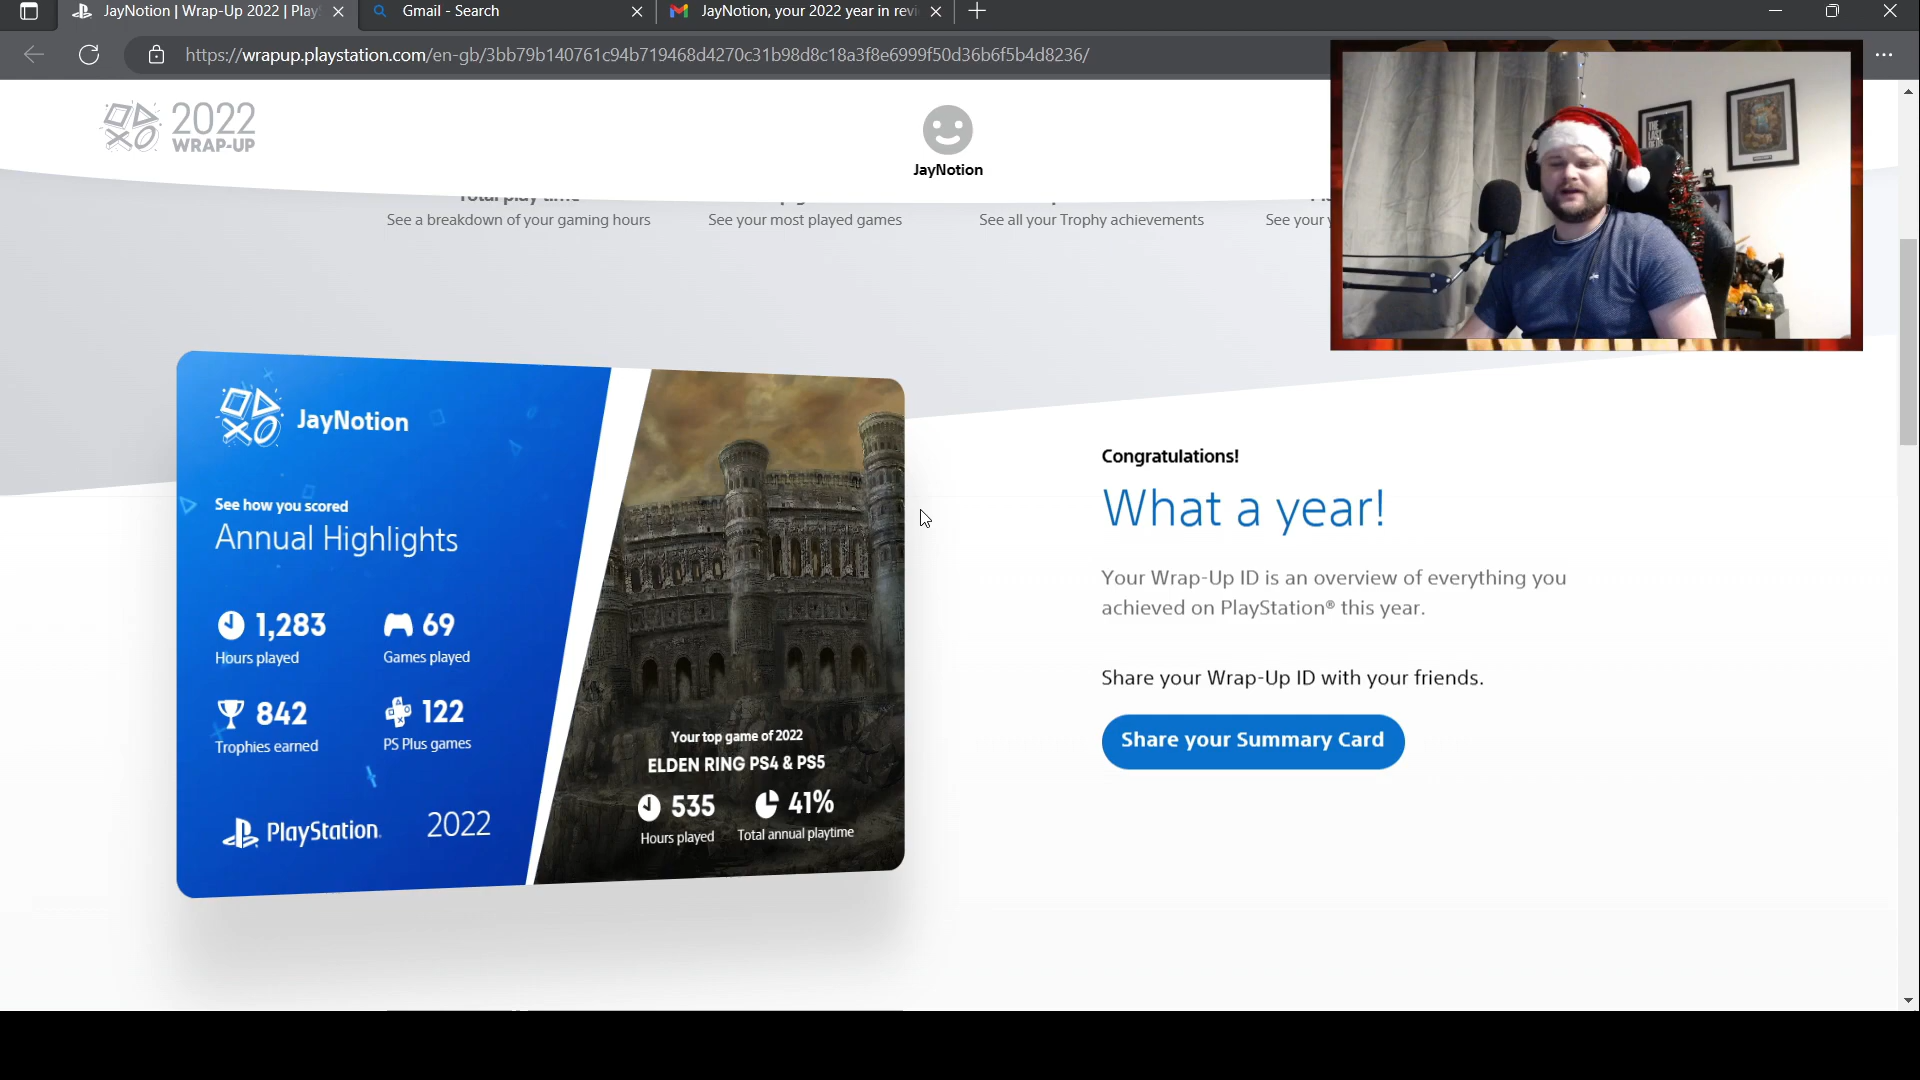 JayNotion | Wrap-Up 2022 | Play
Gmail - Search
JayNotion, your 2022 year in revi
https://wrapup.playstation.com/en-gb/3bb79b140761c94b719468d4270c31b98d8c18a3f8e6999f50d36b6f5b4d8236/
2022
WRAP-UP
JayNotion
Total play time
See a breakdown of your gaming hours
See your most played games
See all your Trophy achievements
See your
JayNotion
See how you scored
Annual Highlights
1,283
Hours played
69
Games played
842
Trophies earned
122
PS Plus games
PlayStation.
2022
Your top game of 2022
ELDEN RING PS4 & PS5
535
Hours played
41%
Total annual playtime
Congratulations!
What a year!
Your Wrap-Up ID is an overview of everything you
achieved on PlayStation® this year.
Share your Wrap-Up ID with your friends.
Share your Summary Card
THE
LAST